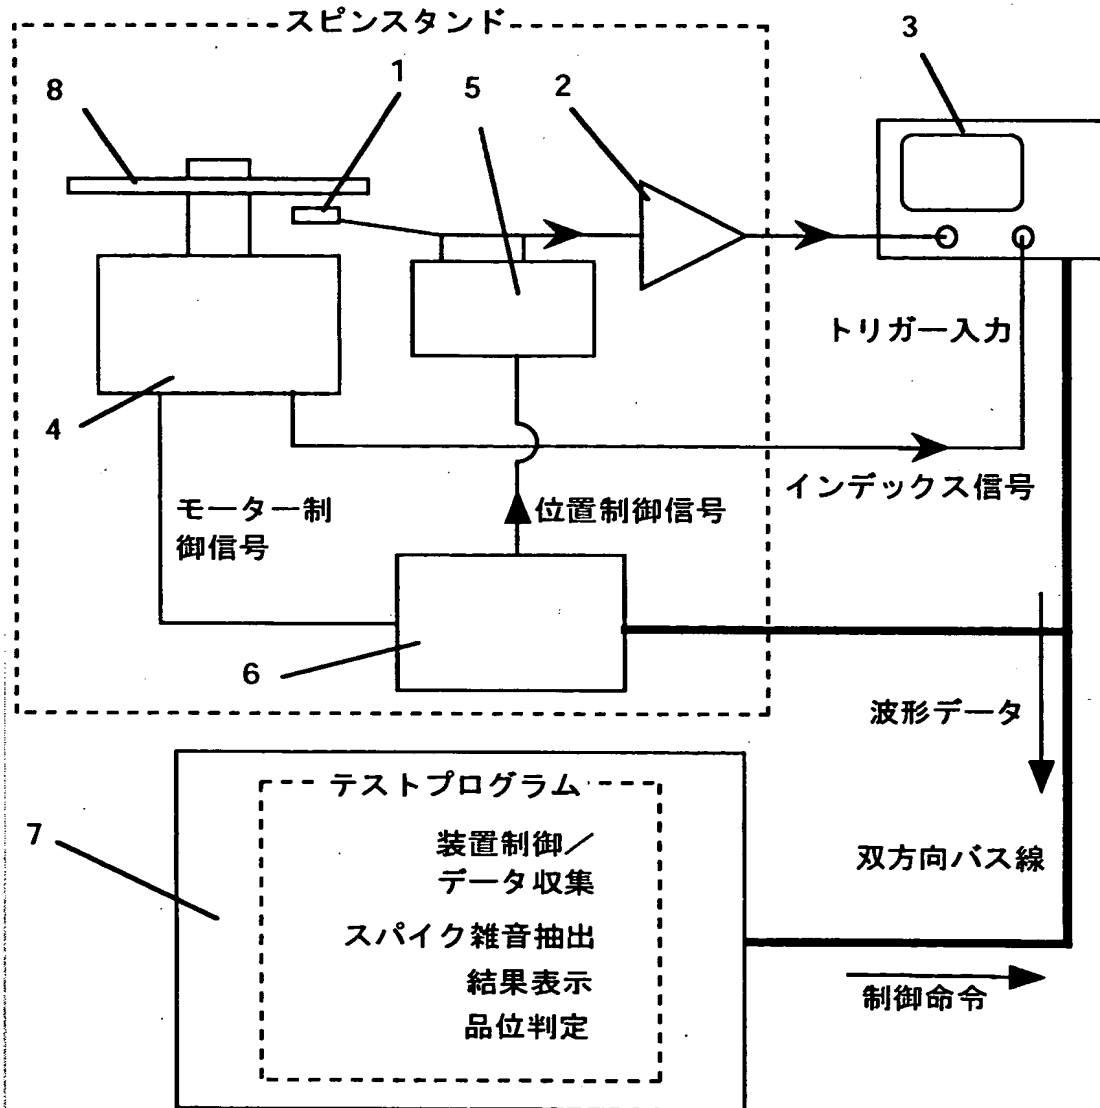 スピンスタンド
3
8
1
5
2
トリガー入力
4
インデックス信号
モーター制
御信号
位置制御信号
6
波形データ
テストプログラム
7
装置制御／
データ収集
双方向バス線
スパイク雑音抽出
結果表示
制御命令
品位判定